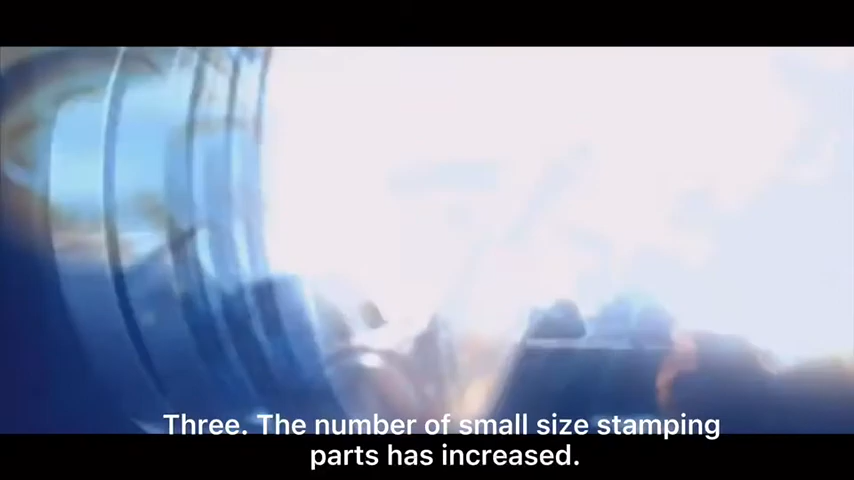 Three. The number of small size stamping
parts has increased.